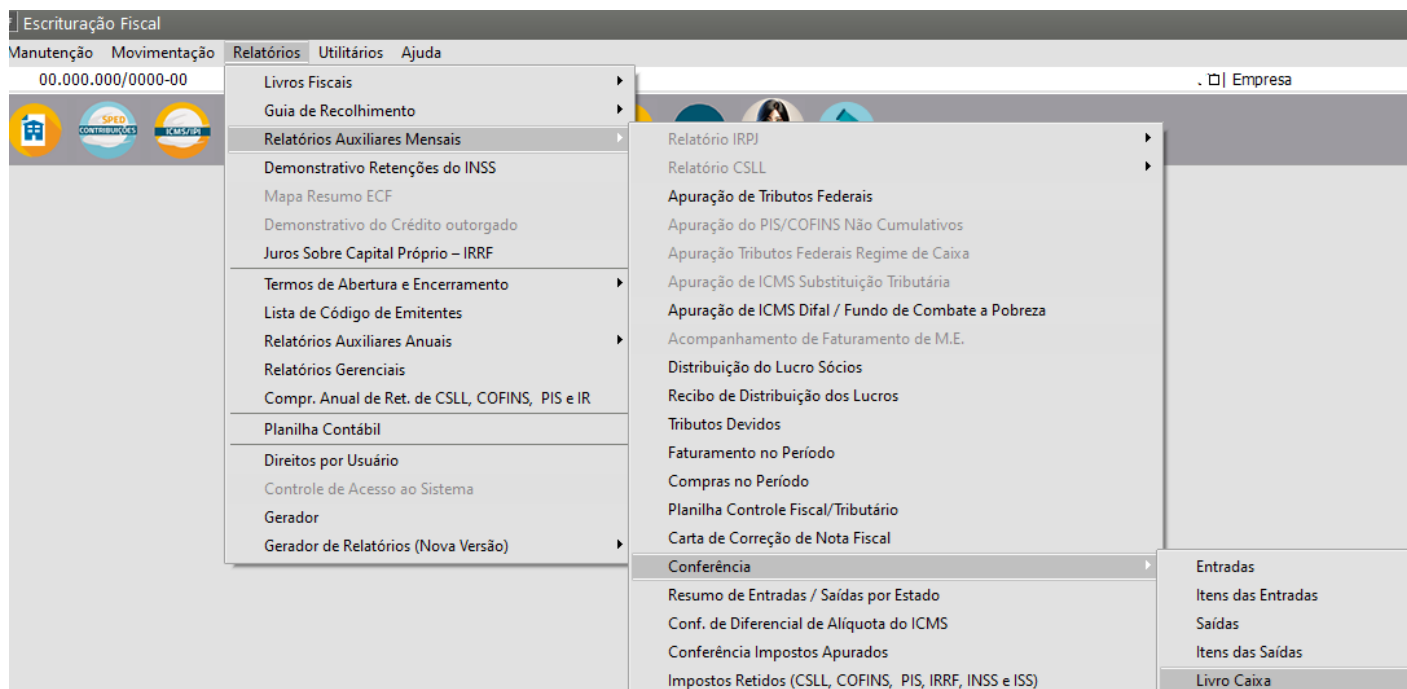 Escrituração Fiscal
Manutenção Movimentação Relatórios Utilitários Ajuda
00.000.000/0000-00
. | Empresa
SPED
CONTRIBUIÇÕES
ICMS/IPI
Livros Fiscais
Guia de Recolhimento
Relatórios Auxiliares Mensais
Demonstrativo Retenções do INSS
Mapa Resumo ECF
Demonstrativo do Crédito outorgado
Juros Sobre Capital Próprio – IRRF
Termos de Abertura e Encerramento
Lista de Código de Emitentes
Relatórios Auxiliares Anuais
Relatórios Gerenciais
Compr. Anual de Ret. de CSLL, COFINS, PIS e IR
Planilha Contábil
Direitos por Usuário
Controle de Acesso ao Sistema
Gerador
Gerador de Relatórios (Nova Versão)
Relatório IRPJ
Relatório CSLL
Apuração de Tributos Federais
Apuração do PIS/COFINS Não Cumulativos
Apuração Tributos Federais Regime de Caixa
Apuração de ICMS Substituição Tributária
Apuração de ICMS Difal / Fundo de Combate a Pobreza
Acompanhamento de Faturamento de M.E.
Distribuição do Lucro Sócios
Recibo de Distribuição dos Lucros
Tributos Devidos
Faturamento no Período
Compras no Período
Planilha Controle Fiscal/Tributário
Carta de Correção de Nota Fiscal
Conferência
Resumo de Entradas / Saídas por Estado
Conf. de Diferencial de Alíquota do ICMS
Conferência Impostos Apurados
Impostos Retidos (CSLL, COFINS, PIS, IRRF, INSS e ISS)
Entradas
Itens das Entradas
Saídas
Itens das Saídas
Livro Caixa